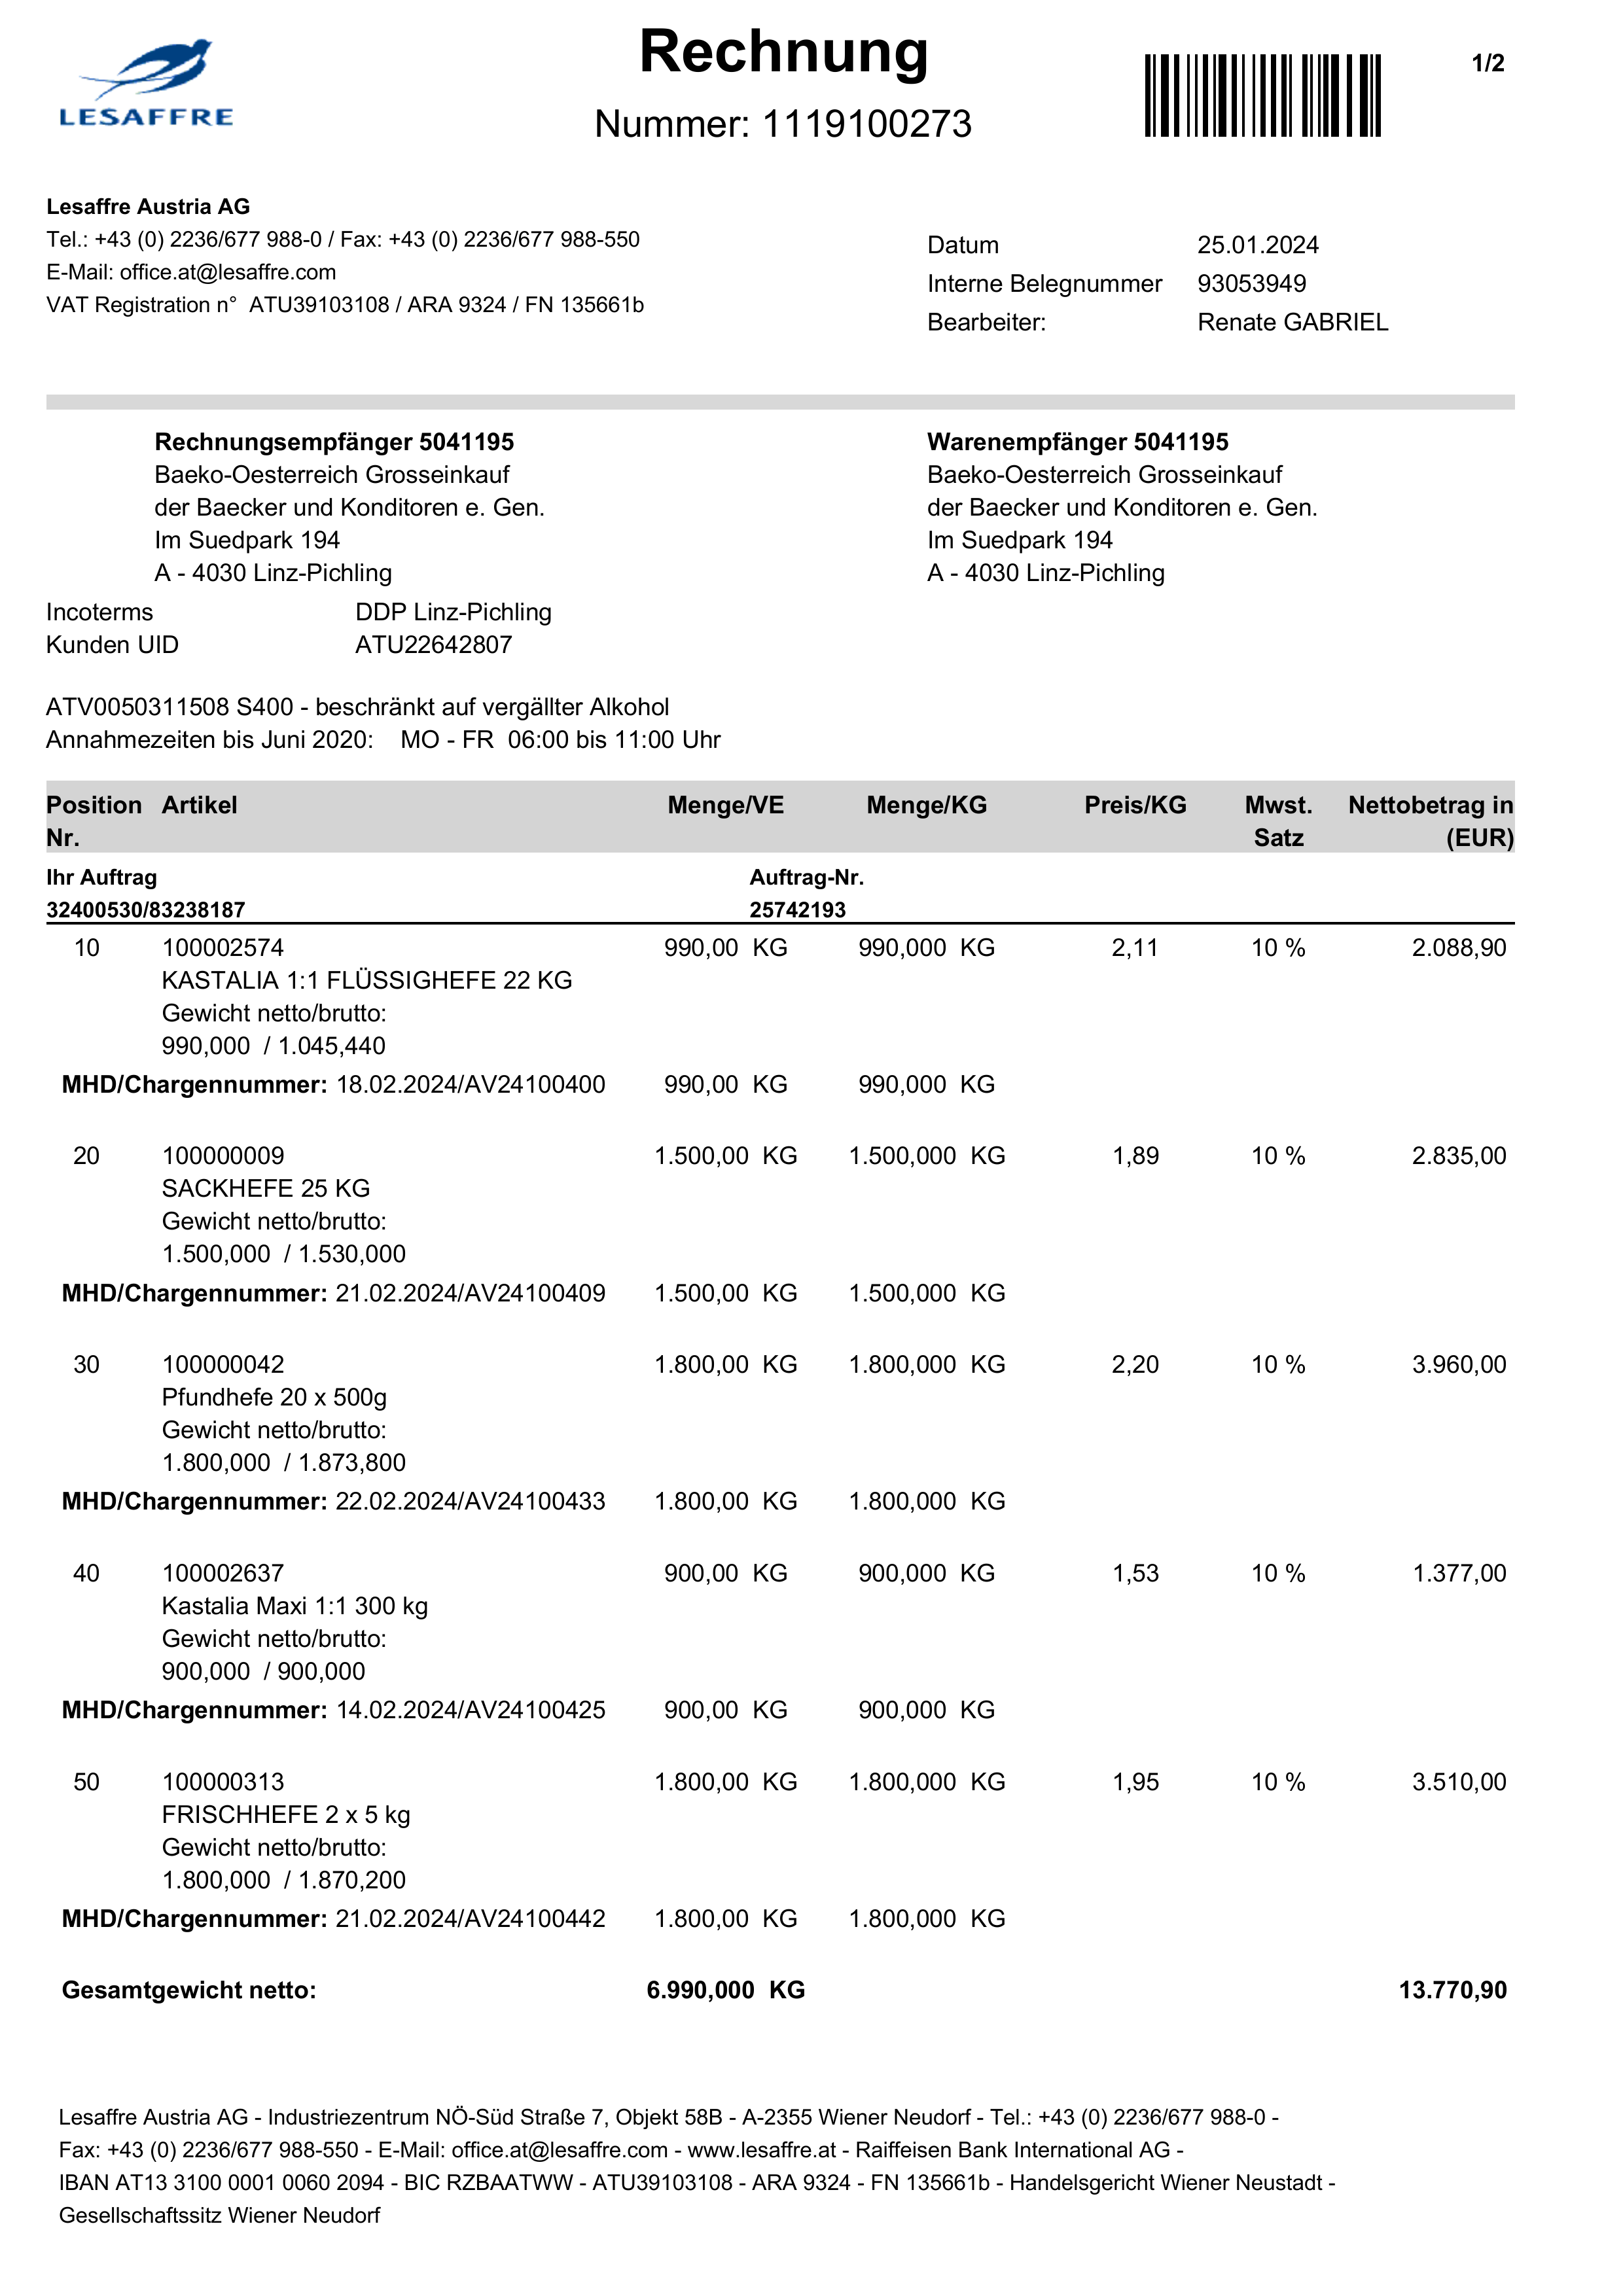 LESAFFRE
Rechnung
Nummer: 1119100273
1/2
Lesaffre Austria AG
Tel.: +43 (0) 2236/677 988-0 / Fax: +43 (0) 2236/677 988-550
E-Mail: office.at@lesaffre.com
VAT Registration n° ATU39103108 / ARA 9324 / FN 135661b
Datum 25.01.2024
Interne Belegnummer 93053949
Bearbeiter: Renate GABRIEL
Rechnungsempfänger 5041195
Baeko-Oesterreich Grosseinkauf
der Baecker und Konditoren e. Gen.
Im Suedpark 194
A - 4030 Linz-Pichling
Warenempfänger 5041195
Baeko-Oesterreich Grosseinkauf
der Baecker und Konditoren e. Gen.
Im Suedpark 194
A - 4030 Linz-Pichling
Incoterms DDP Linz-Pichling
Kunden UID ATU22642807
ATV0050311508 S400 - beschränkt auf vergällter Alkohol
Annahmezeiten bis Juni 2020: MO - FR 06:00 bis 11:00 Uhr
Position Artikel Menge/VE Menge/KG Preis/KG Mwst. Nettobetrag in
Nr. Satz (EUR)
Ihr Auftrag Auftrag-Nr.
32400530/83238187 25742193
10 100002574 990,00 KG 990,000 KG 2,11 10 % 2.088,90
KASTALIA 1:1 FLÜSSIGHEFE 22 KG
Gewicht netto/brutto:
990,000 / 1.045,440
MHD/Chargennummer: 18.02.2024/AV24100400 990,00 KG 990,000 KG
20 100000009 1.500,00 KG 1.500,000 KG 1,89 10 % 2.835,00
SACKHEFE 25 KG
Gewicht netto/brutto:
1.500,000 / 1.530,000
MHD/Chargennummer: 21.02.2024/AV24100409 1.500,00 KG 1.500,000 KG
30 100000042 1.800,00 KG 1.800,000 KG 2,20 10 % 3.960,00
Pfundhefe 20 x 500g
Gewicht netto/brutto:
1.800,000 / 1.873,800
MHD/Chargennummer: 22.02.2024/AV24100433 1.800,00 KG 1.800,000 KG
40 100002637 900,00 KG 900,000 KG 1,53 10 % 1.377,00
Kastalia Maxi 1:1 300 kg
Gewicht netto/brutto:
900,000 / 900,000
MHD/Chargennummer: 14.02.2024/AV24100425 900,00 KG 900,000 KG
50 100000313 1.800,00 KG 1.800,000 KG 1,95 10 % 3.510,00
FRISCHHEFE 2 x 5 kg
Gewicht netto/brutto:
1.800,000 / 1.870,200
MHD/Chargennummer: 21.02.2024/AV24100442 1.800,00 KG 1.800,000 KG
Gesamtgewicht netto: 6.990,000 KG 13.770,90
Lesaffre Austria AG - Industriezentrum NÖ-Süd Straße 7, Objekt 58B - A-2355 Wiener Neudorf - Tel.: +43 (0) 2236/677 988-0 -
Fax: +43 (0) 2236/677 988-550 - E-Mail: office.at@lesaffre.com - www.lesaffre.at - Raiffeisen Bank International AG -
IBAN AT13 3100 0001 0060 2094 - BIC RZBAATWW - ATU39103108 - ARA 9324 - FN 135661b - Handelsgericht Wiener Neustadt -
Gesellschaftssitz Wiener Neudorf